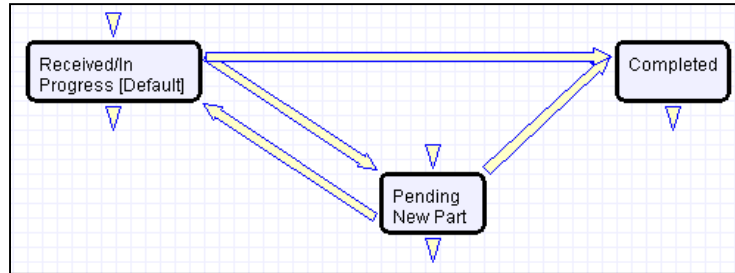 Received/In
Progress [Default]
Completed
Pending
New Part